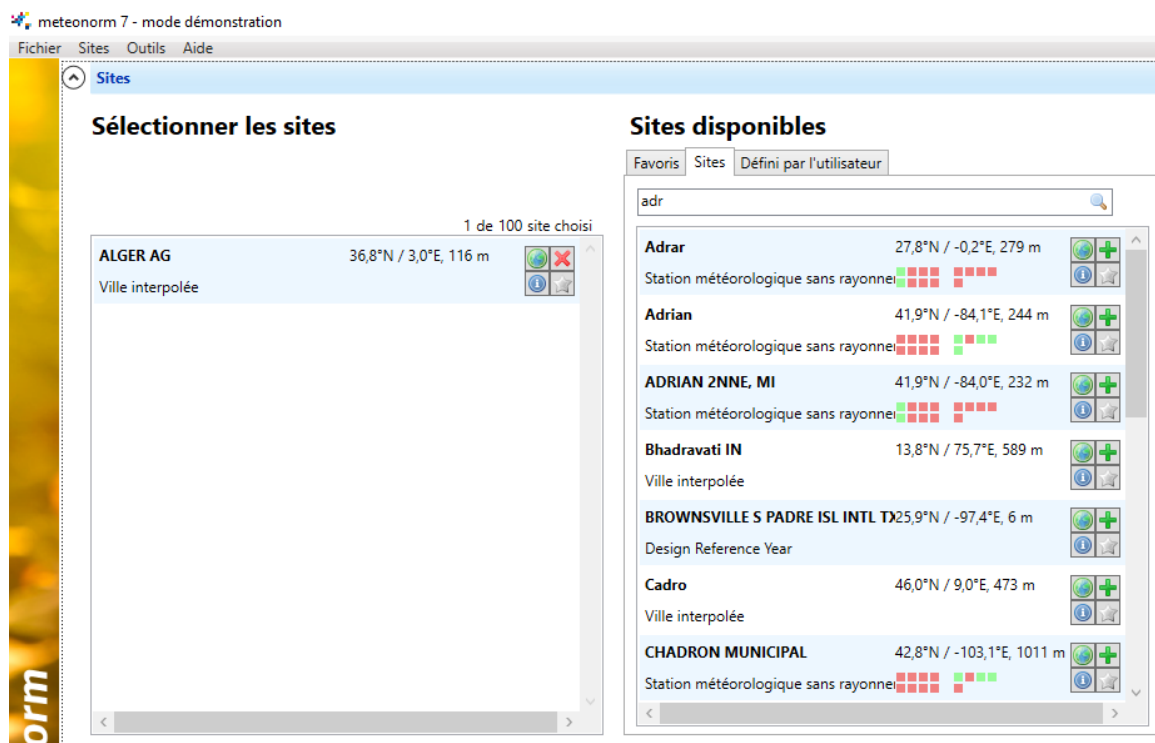 meteonorm 7 - mode démonstration
Fichier Sites Outils Aide
Sites
Sélectionner les sites
1 de 100 site choisi
ALGER AG 36,8°N / 3,0°E, 116 m
Ville interpolée
Sites disponibles
Favoris Sites Défini par l'utilisateur
adr
Adrar 27,8°N / -0,2°E, 279 m
Station météorologique sans rayonne
Adrian 41,9°N / -84,1°E, 244 m
Station météorologique sans rayonne
ADRIAN 2NNE, MI 41,9°N / -84,0°E, 232 m
Station météorologique sans rayonne
Bhadravati IN 13,8°N / 75,7°E, 589 m
Ville interpolée
BROWNSVILLE S PADRE ISL INTL TX 25,9°N / -97,4°E, 6 m
Design Reference Year
Cadro 46,0°N / 9,0°E, 473 m
Ville interpolée
CHADRON MUNICIPAL 42,8°N / -103,1°E, 1011 m
Station météorologique sans rayonne
orm